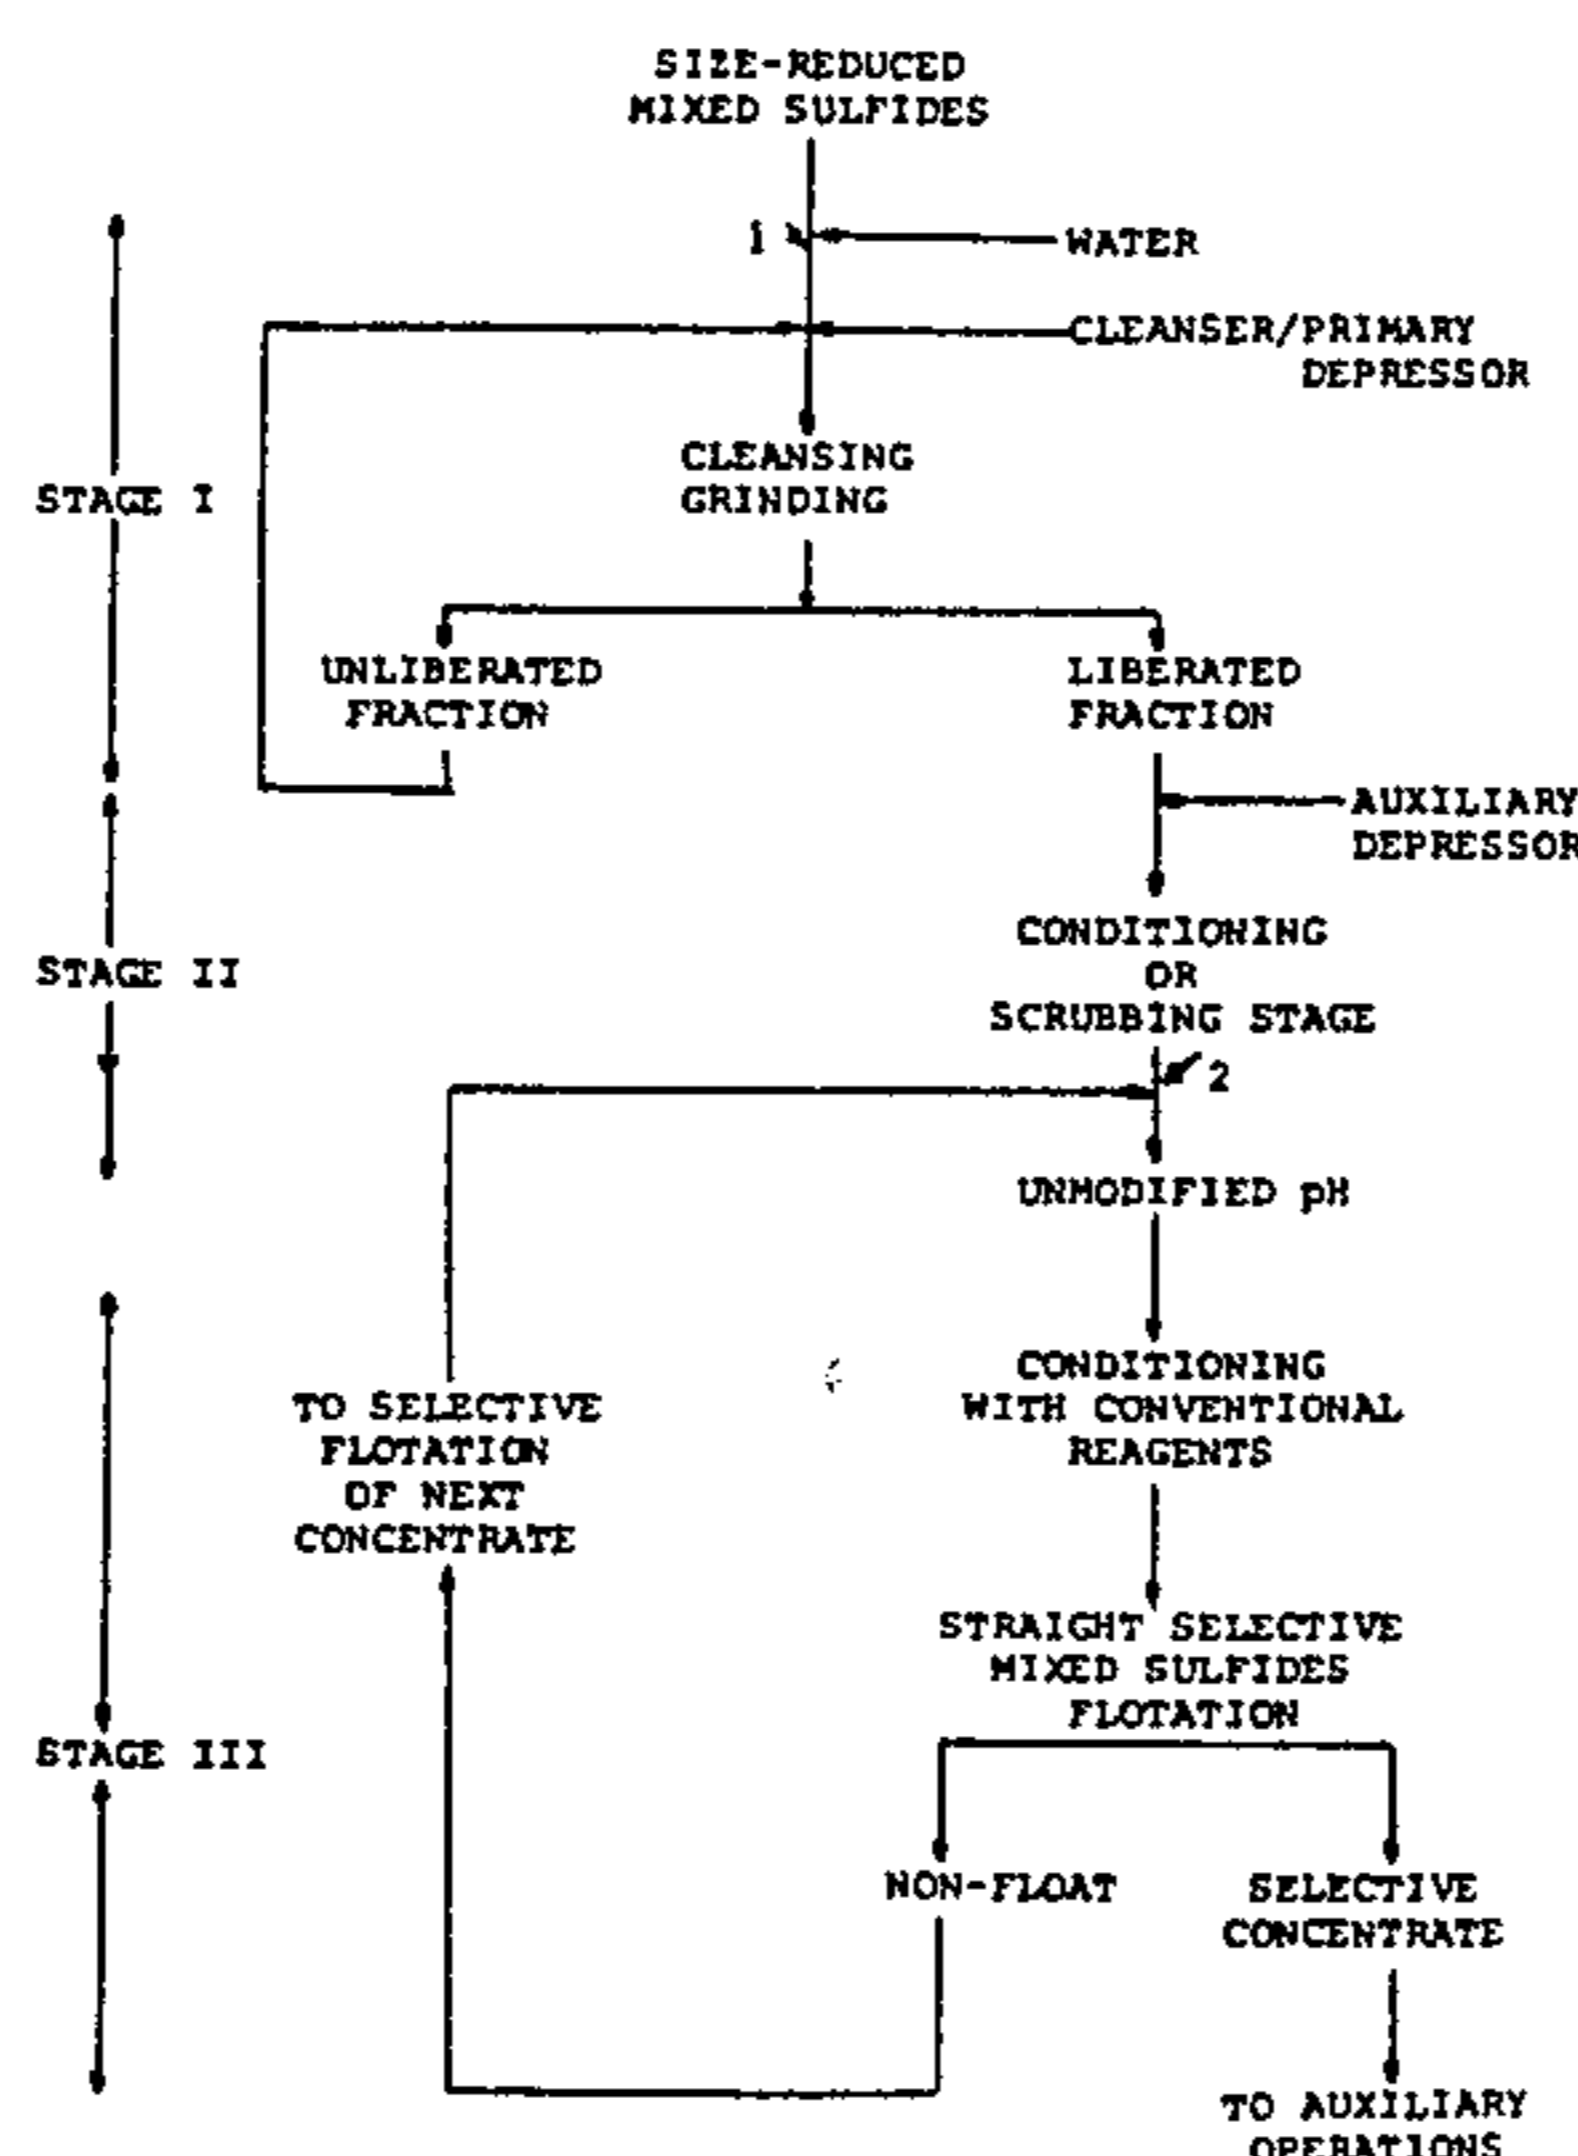 SIZE-REDUCED
MIXED SULFIDES
1
WATER
CLEANSER/PRIMARY
DEPRESSOR
CLEANSING
GRINDING
STAGE I
UNLIBERATED
FRACTION
LIBERATED
FRACTION
AUXILIARY
DEPRESSOR
CONDITIONING
OR
SCRUBBING STAGE
STAGE II
2
UNMODIFIED pH
CONDITIONING
WITH CONVENTIONAL
REAGENTS
TO SELECTIVE
FLOTATION
OF NEXT
CONCENTRATE
STRAIGHT SELECTIVE
MIXED SULFIDES
FLOTATION
STAGE III
NON-FLOAT
SELECTIVE
CONCENTRATE
TO AUXILIARY
OPERATIONS